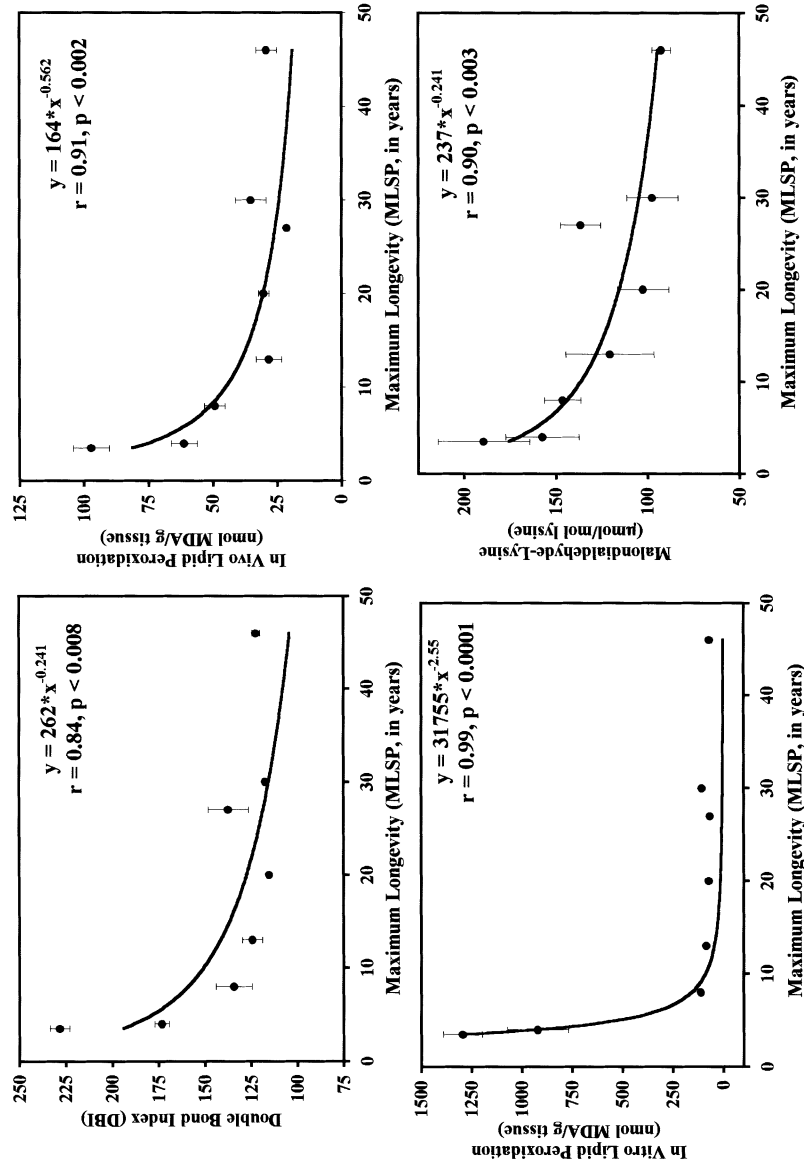 250
225
200
175
150
125
100
75
Double Bond Index (DBI)
y = 262*x^-0.241
r = 0.84, p < 0.008
0
10
20
30
40
50
Maximum Longevity (MLSP, in years)
125
100
75
50
25
0
In Vivo Lipid Peroxidation
(nmol MDA/g tissue)
y = 164*x^-0.562
r = 0.91, p < 0.002
0
10
20
30
40
50
Maximum Longevity (MLSP, in years)
1500
1250
1000
750
500
250
0
In Vitro Lipid Peroxidation
(nmol MDA/g tissue)
y = 31755*x^-2.55
r = 0.99, p < 0.0001
0
10
20
30
40
50
Maximum Longevity (MLSP, in years)
200
150
100
50
Malondialdehyde-Lysine
(µmol/mol lysine)
y = 237*x^-0.241
r = 0.90, p < 0.003
0
10
20
30
40
50
Maximum Longevity (MLSP, in years)